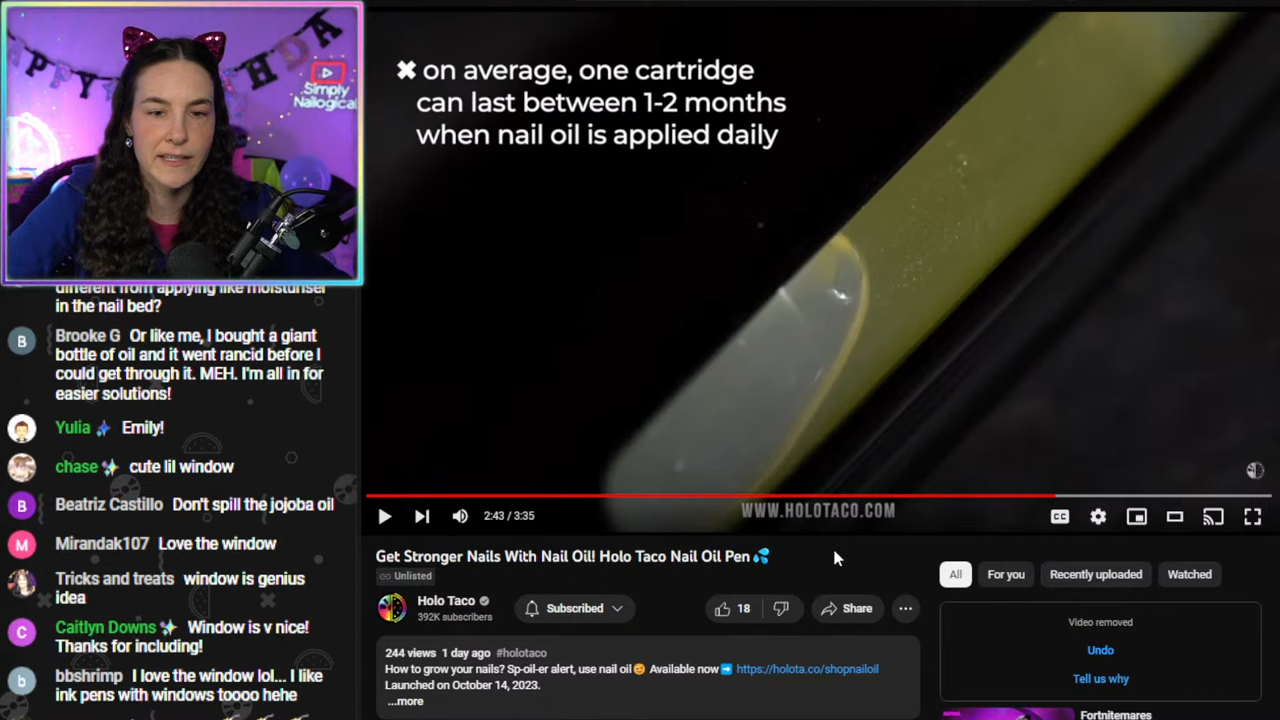 Simply
Nailogical
different from applying like moisturiser
in the nail bed?
B
Brooke G Or like me, I bought a giant
bottle of oil and it went rancid before I
could get through it. MEH. I'm all in for
easier solutions!
Yulia Emily!
chase cute lil window
B
Beatriz Castillo Don't spill the jojoba oil
M
Mirandak107 Love the window
Tricks and treats window is genius
idea
C
Caitlyn Downs Window is v nice!
Thanks for including!
b
bbshrimp I love the window lol... I like
ink pens with windows toooo hehe
✖ on average, one cartridge
can last between 1-2 months
when nail oil is applied daily
WWW.HOLOTACO.COM
2:43 / 3:35
CC
Get Stronger Nails With Nail Oil! Holo Taco Nail Oil Pen💦
Unlisted
Holo Taco
392K subscribers
Subscribed
18
Share
244 views 1 day ago #holotaco
How to grow your nails? Sp-oil-er alert, use nail oil🫡 Available now➡ https://holota.co/shopnailoil
Launched on October 14, 2023.
...more
All
For you
Recently uploaded
Watched
Video removed
Undo
Tell us why
Fortnitemares